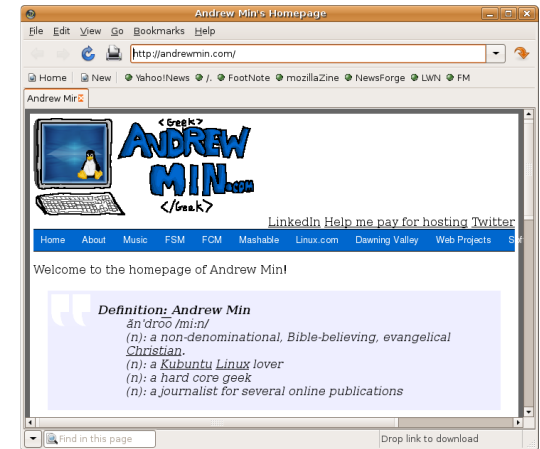 Andrew Min's Homepage
File Edit View Go Bookmarks Help
http://andrewmin.com/
Home New Yahoo!News /. FootNote mozillaZine NewsForge LWN FM
Andrew Min
<Geek>
ANDREW
MIN.com
</Geek>
LinkedIn Help me pay for hosting Twitter
Home About Music FSM FCM Mashable Linux.com Dawning Valley Web Projects
Welcome to the homepage of Andrew Min!
Definition: Andrew Min
ăn'dro͞o /mi:n/
(n): a non-denominational, Bible-believing, evangelical
Christian.
(n): a Kubuntu Linux lover
(n): a hard core geek
(n): a journalist for several online publications
Find in this page Drop link to download